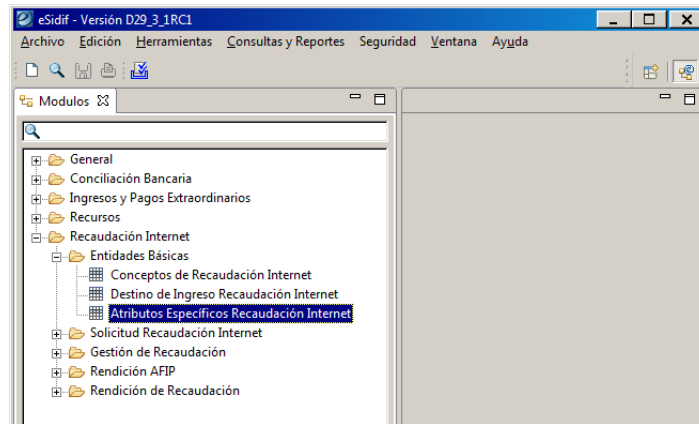 eSidif - Versión D29_3_1RC1
Archivo Edición Herramientas Consultas y Reportes Seguridad Ventana Ayuda
Modulos
General
Conciliación Bancaria
Ingresos y Pagos Extraordinarios
Recursos
Recaudación Internet
Entidades Básicas
Conceptos de Recaudación Internet
Destino de Ingreso Recaudación Internet
Atributos Específicos Recaudación Internet
Solicitud Recaudación Internet
Gestión de Recaudación
Rendición AFIP
Rendición de Recaudación